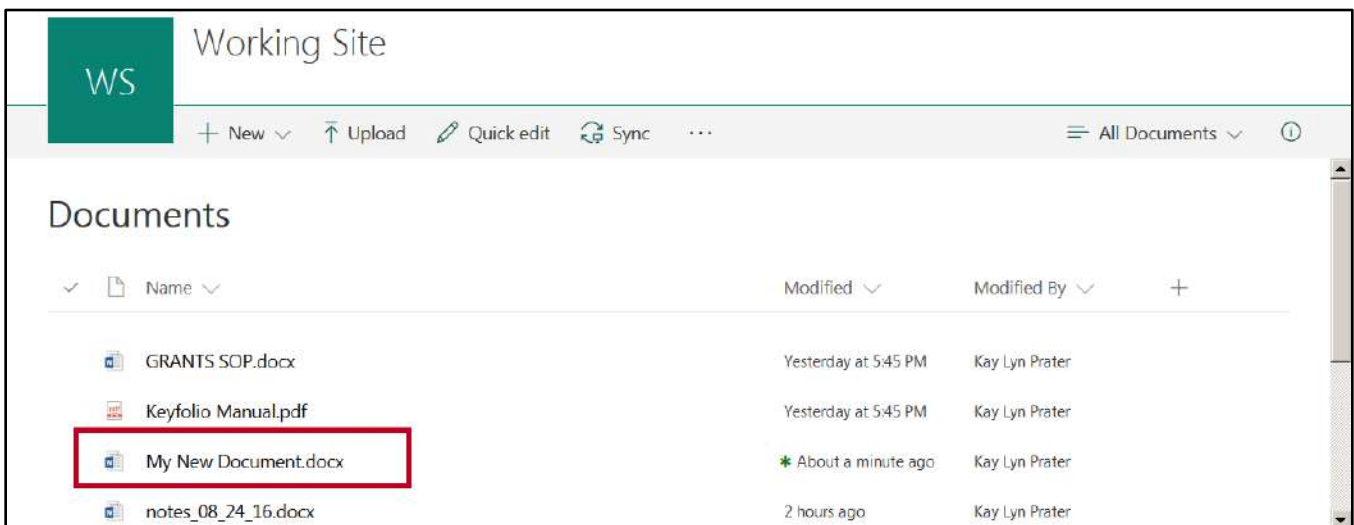 Working Site
WS
New Upload Quick edit Sync ... All Documents
Documents
Name Modified Modified By
GRANTS SOP.docx Yesterday at 5:45 PM Kay Lyn Prater
Keyfolio Manual.pdf Yesterday at 5:45 PM Kay Lyn Prater
My New Document.docx About a minute ago Kay Lyn Prater
notes_08_24_16.docx 2 hours ago Kay Lyn Prater